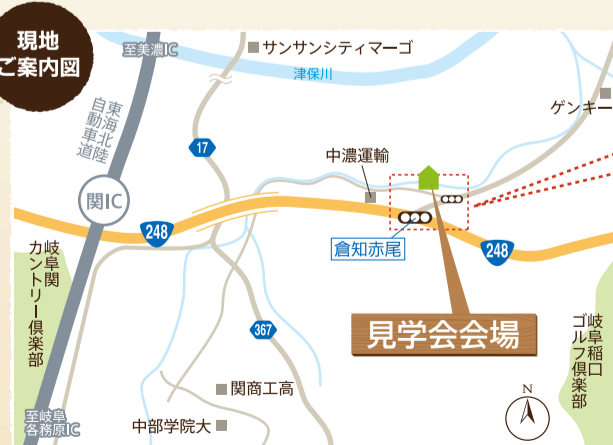 現地
ご案内図
至美濃IC
サンサンシティマーゴ
津保川
ゲンキー
東海北陸
自動車道
17
中濃運輸
関IC
248
倉知赤尾
248
岐阜関
カントリー倶楽部
367
見学会会場
岐阜稲口
ゴルフ倶楽部
関商工高
N
至岐阜
各務原IC
中部学院大